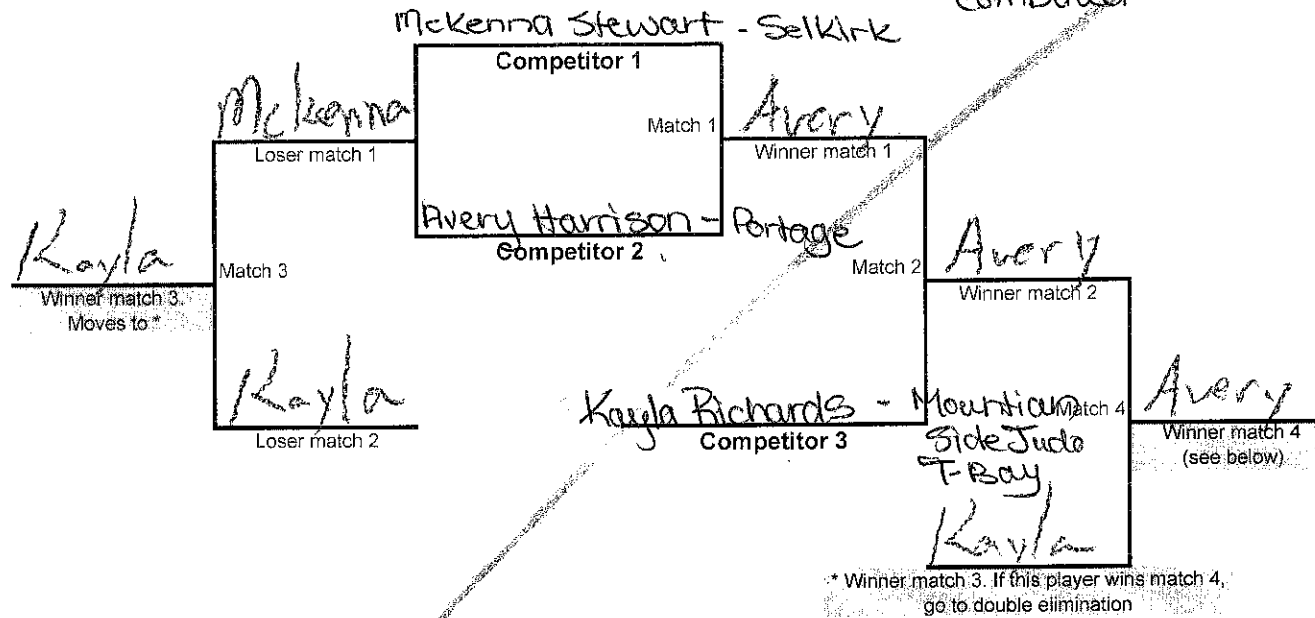 Combined
McKenna Stewart - Selkirk
Competitor 1
Mckenna
Match 1
Avery
Loser match 1
Winner match 1
Avery Harrison - Portage
Competitor 2
Kayla
Match 3
Match 2
Avery
Winner match 3.
Moves to *
Winner match 2
Kayla
Kayla Richards - Mountian
Side Judo
T-Bay
Match 4
Avery
Loser match 2
Competitor 3
Winner match 4
(see below)
Kayla
* Winner match 3. If this player wins match 4,
go to double elimination